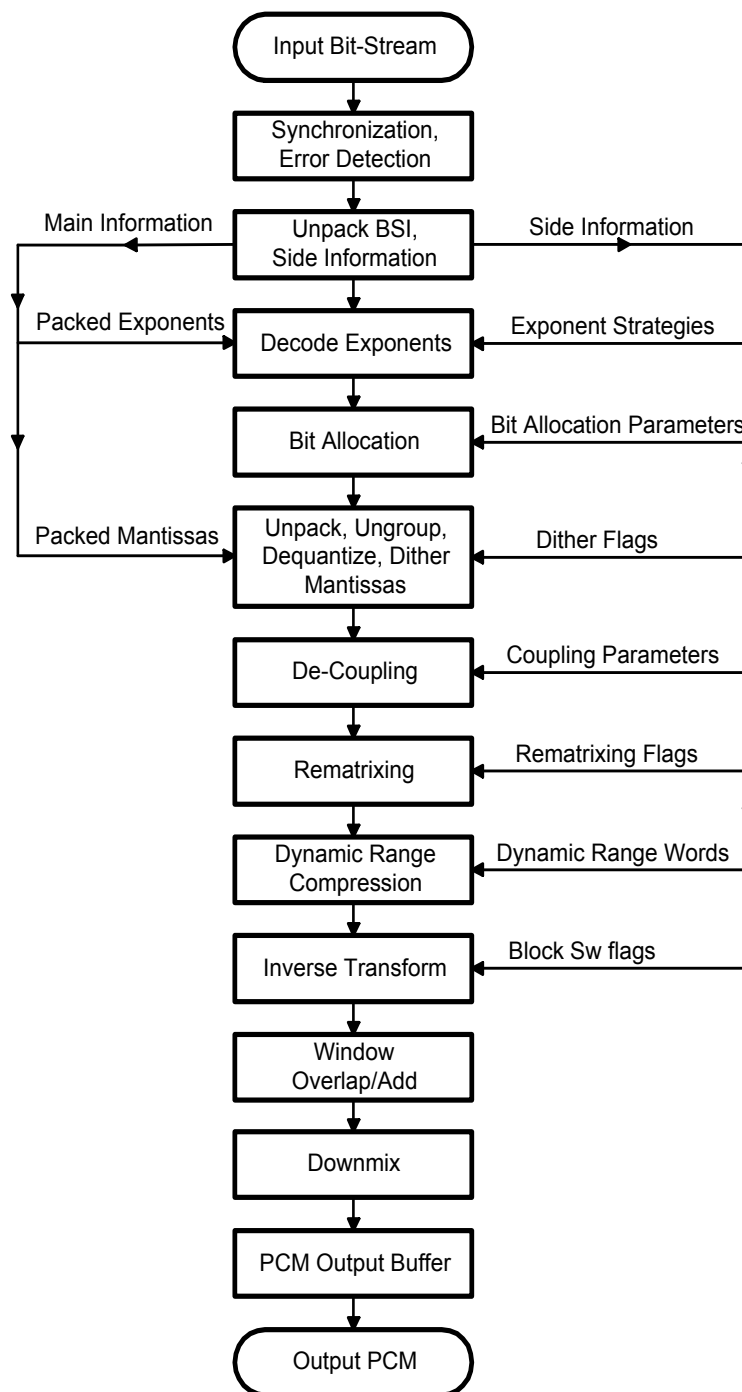 Input Bit-Stream
Synchronization,
Error Detection
Main Information
Unpack BSI,
Side Information
Side Information
Packed Exponents
Decode Exponents
Exponent Strategies
Bit Allocation
Bit Allocation Parameters
Packed Mantissas
Unpack, Ungroup,
Dequantize, Dither
Mantissas
Dither Flags
De-Coupling
Coupling Parameters
Rematrixing
Rematrixing Flags
Dynamic Range
Compression
Dynamic Range Words
Inverse Transform
Block Sw flags
Window
Overlap/Add
Downmix
PCM Output Buffer
Output PCM